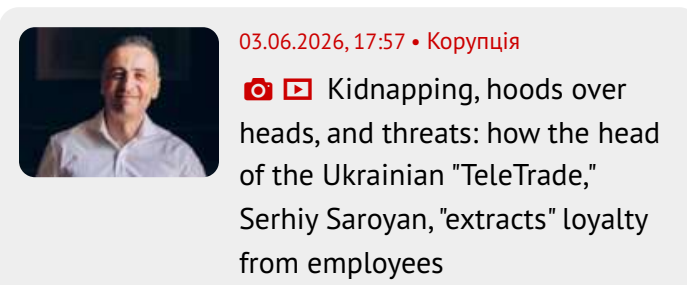 03.06.2026, 17:57 • Корупція
Kidnapping, hoods over
heads, and threats: how the head
of the Ukrainian "TeleTrade,"
Serhiy Saroyan, "extracts" loyalty
from employees